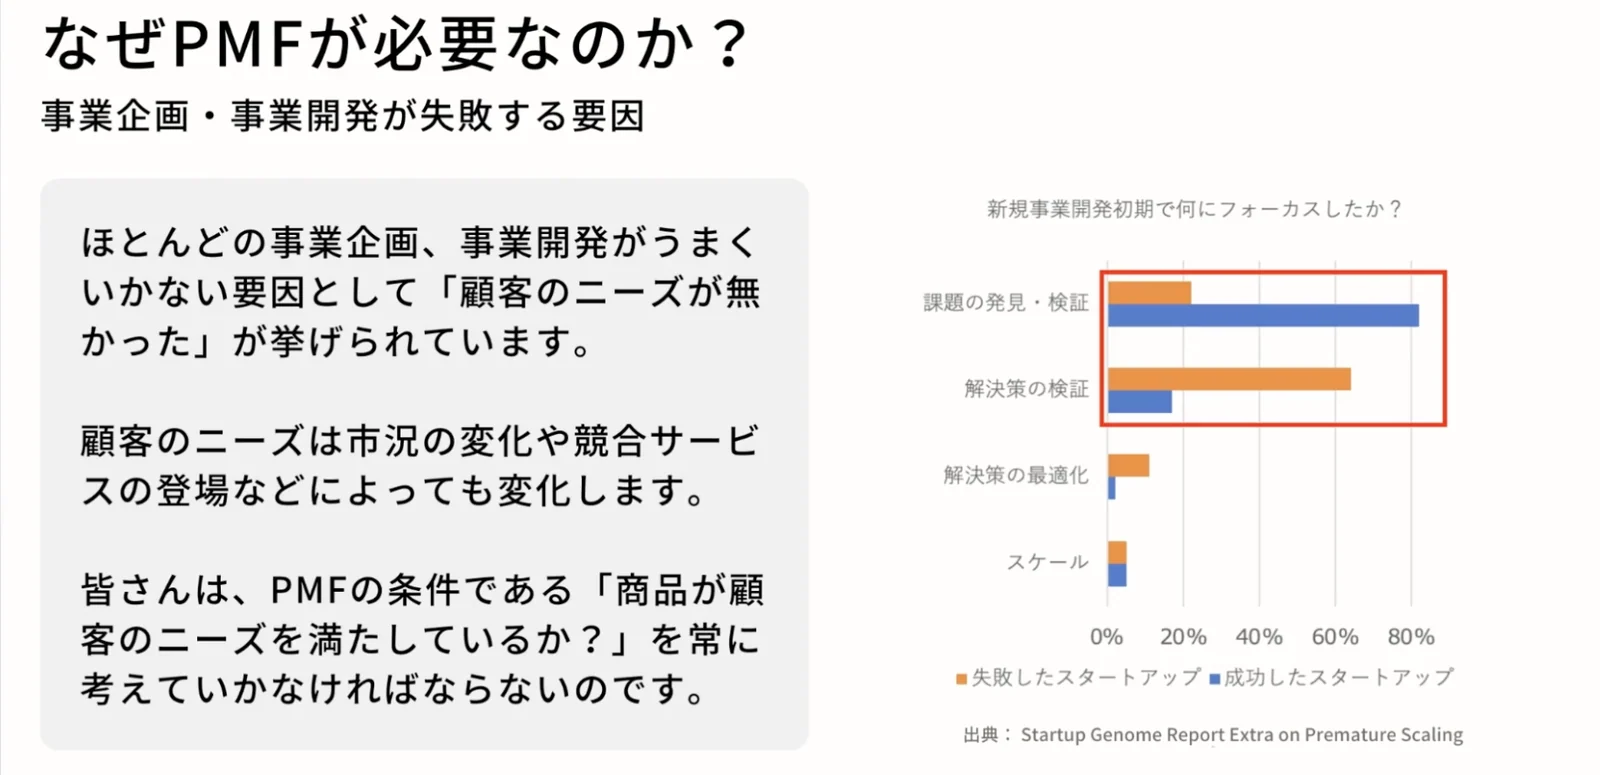 なぜPMFが必要なのか？
事業企画・事業開発が失敗する要因
ほとんどの事業企画、事業開発がうまく
いかない要因として「顧客のニーズが無
かった」が挙げられています。
顧客のニーズは市況の変化や競合サービ
スの登場などによっても変化します。
皆さんは、PMFの条件である「商品が顧
客のニーズを満たしているか？」を常に
考えていかなければならないのです。
新規事業開発初期で何にフォーカスしたか？
課題の発見・検証
解決策の検証
解決策の最適化
スケール
0% 20% 40% 60% 80%
失敗したスタートアップ 成功したスタートアップ
出典： Startup Genome Report Extra on Premature Scaling